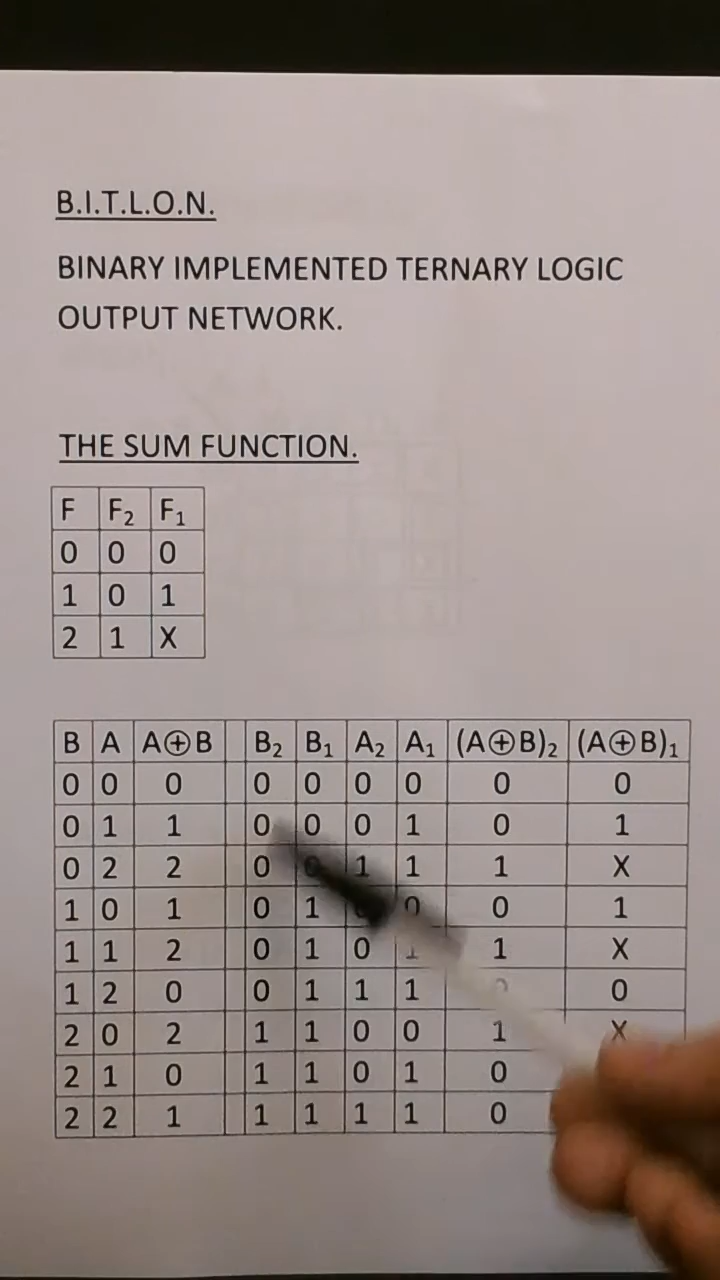 B.I.T.L.O.N.
BINARY IMPLEMENTED TERNARY LOGIC
OUTPUT NETWORK.
THE SUM FUNCTION.
F F₂ F₁
0 0 0
1 0 1
2 1 X
B A A⊕B B₂ B₁ A₂ A₁ (A⊕B)₂ (A⊕B)₁
0 0 0 0 0 0 0 0 0
0 1 1 0 0 0 1 0 1
0 2 2 0 0 1 1 1 X
1 0 1 0 1 0 0 0 1
1 1 2 0 1 0 1 1 X
1 2 0 0 1 1 1 0
2 0 2 1 1 0 0 1 X
2 1 0 1 1 0 1 0
2 2 1 1 1 1 1 0